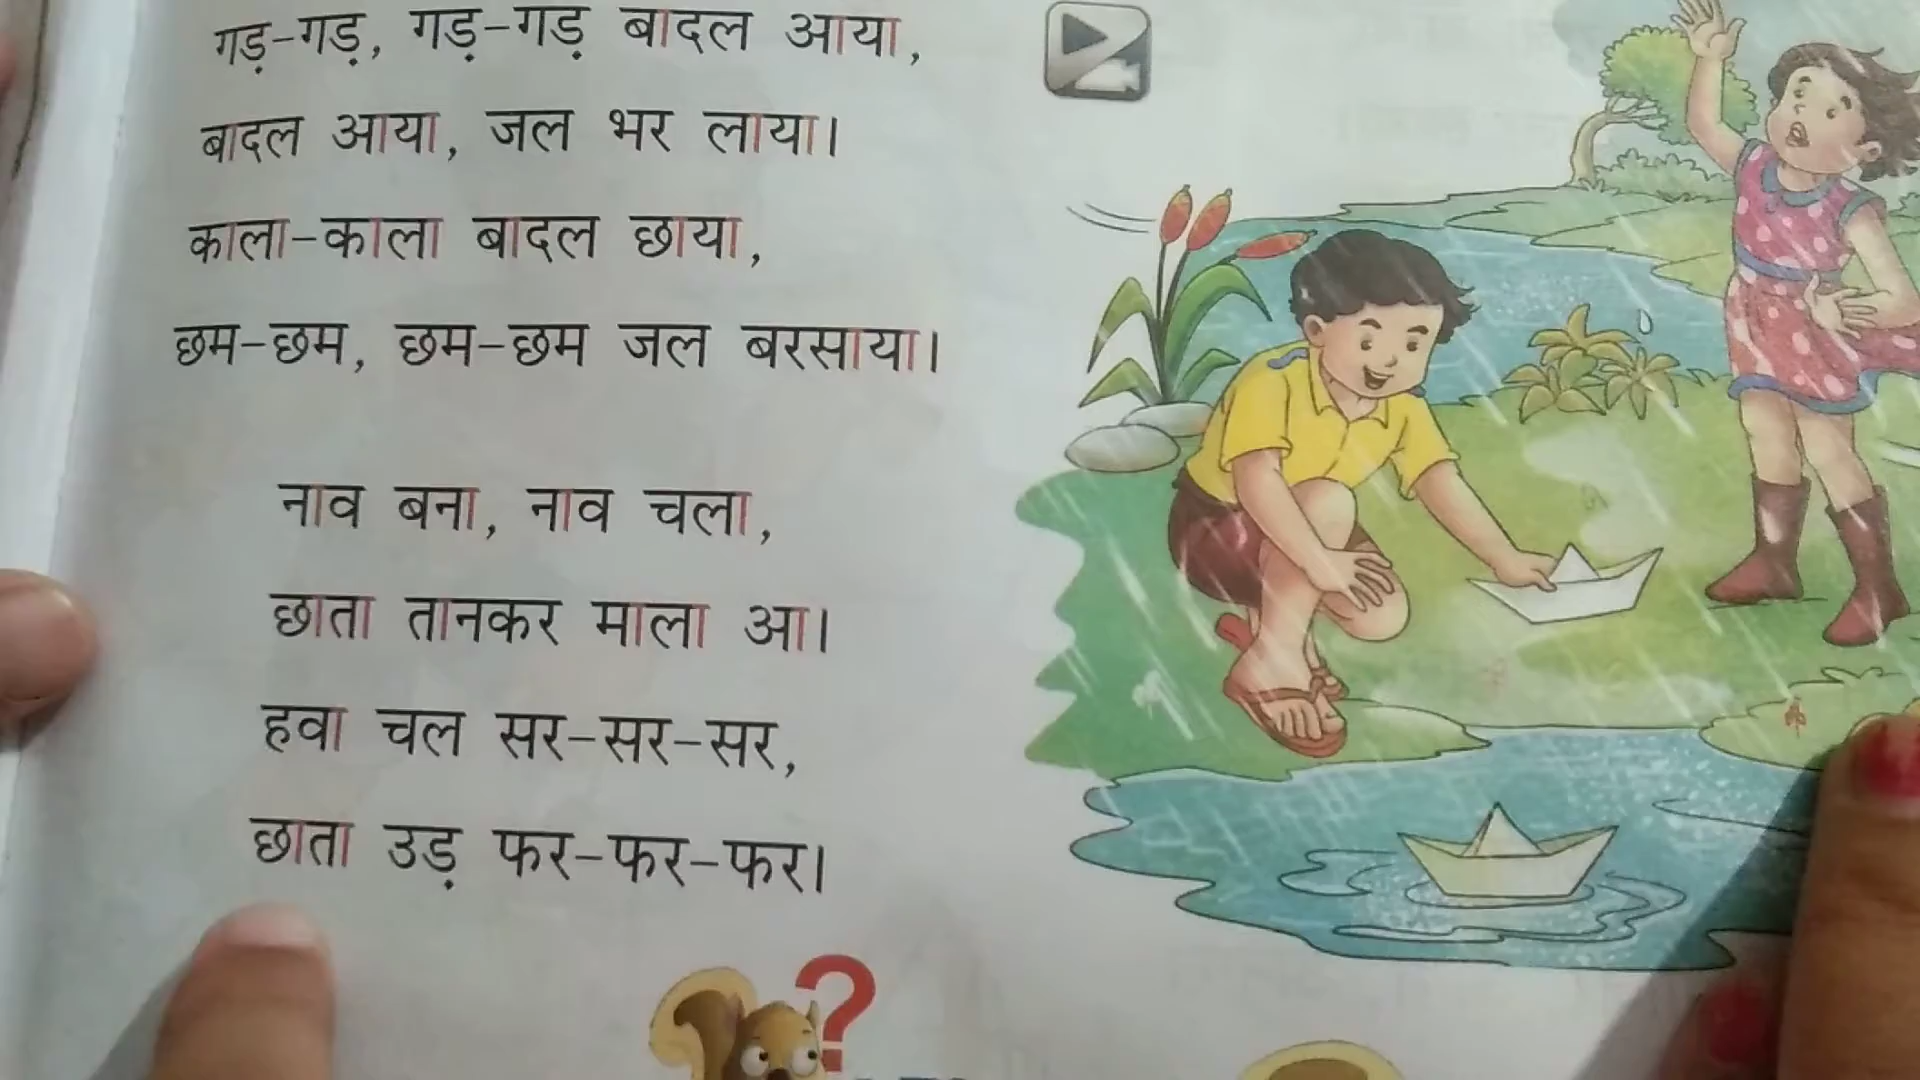 गड़-गड़, गड़-गड़ बादल आया,
बादल आया, जल भर लाया।
काला-काला बादल छाया,
छम-छम, छम-छम जल बरसाया।
नाव बना, नाव चला,
छाता तानकर माला आ।
हवा चल सर-सर-सर,
छाता उड़ फर-फर-फर।
?